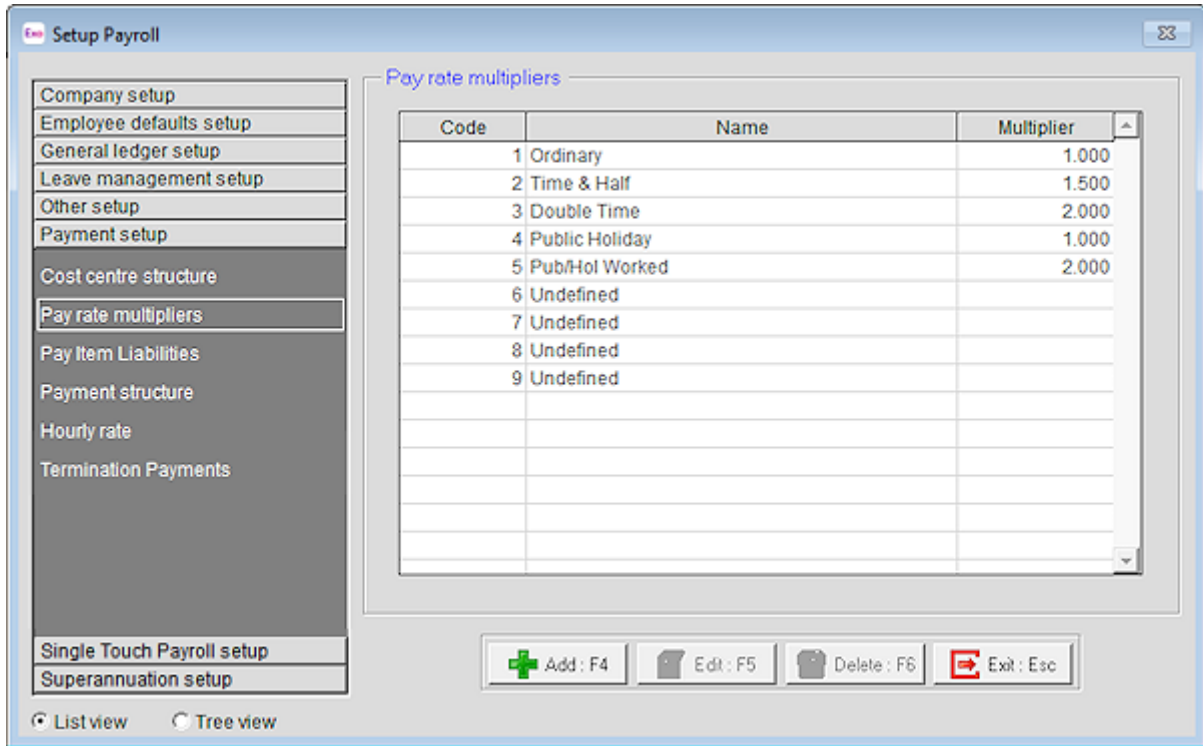 Exo Setup Payroll
Company setup
Employee defaults setup
General ledger setup
Leave management setup
Other setup
Payment setup
Cost centre structure
Pay rate multipliers
Pay Item Liabilities
Payment structure
Hourly rate
Termination Payments
Single Touch Payroll setup
Superannuation setup
List view Tree view
Pay rate multipliers
Code Name Multiplier
1 Ordinary 1.000
2 Time & Half 1.500
3 Double Time 2.000
4 Public Holiday 1.000
5 Pub/Hol Worked 2.000
6 Undefined
7 Undefined
8 Undefined
9 Undefined
Add : F4 Edit : F5 Delete : F6 Exit : Esc